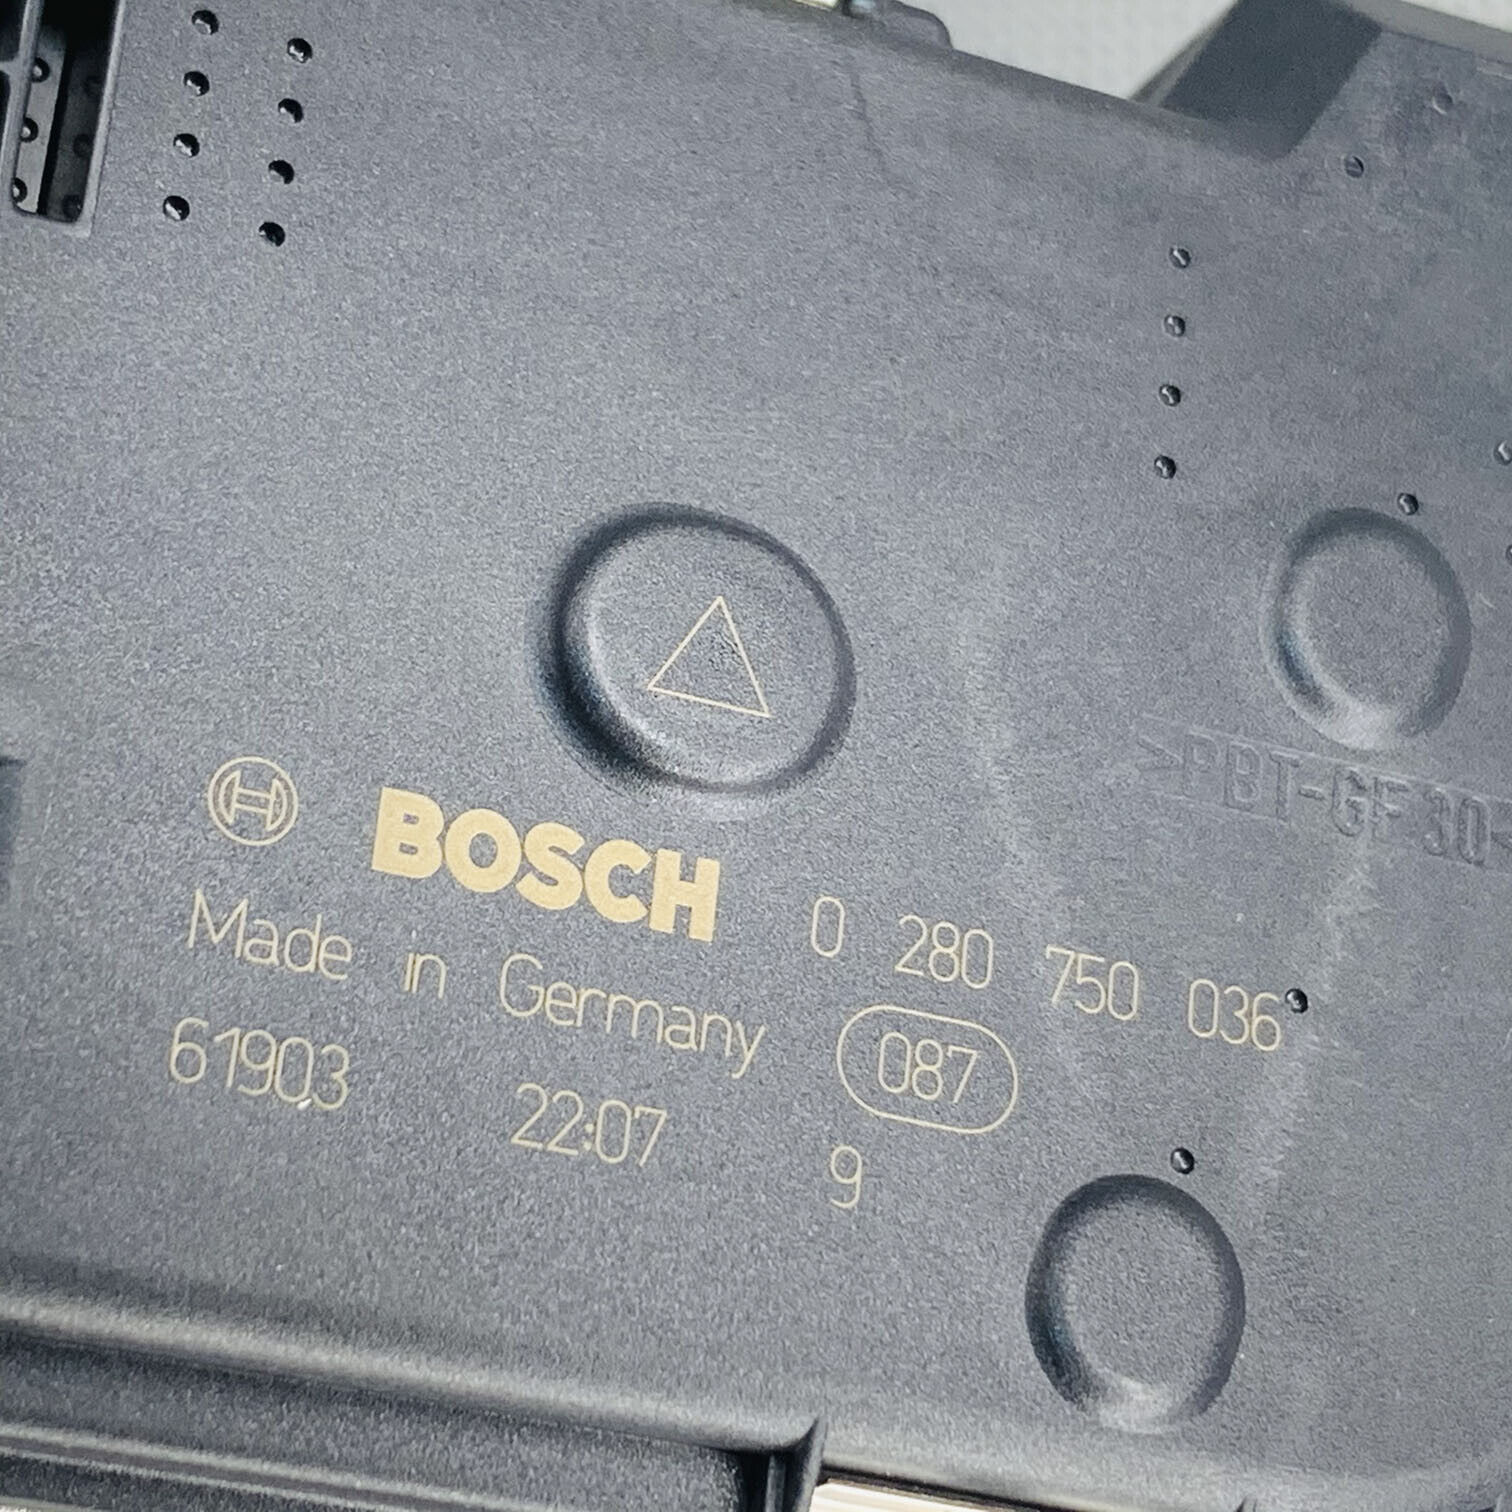 >PBT-GF30
BOSCH 0 280 750 036
Made in Germany 087
61903 22:07 9